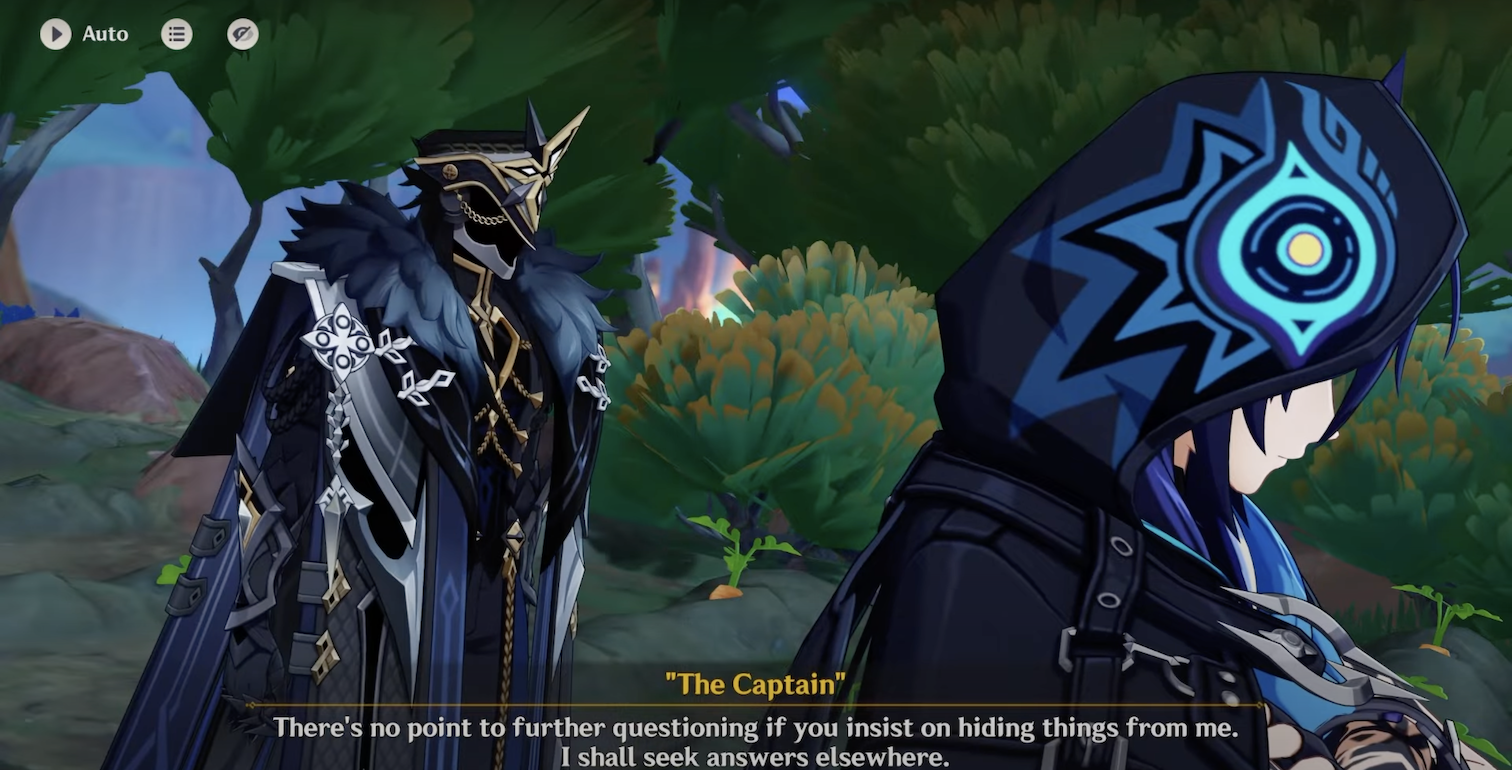 Auto
"The Captain"
There's no point to further questioning if you insist on hiding things from me.
I shall seek answers elsewhere.